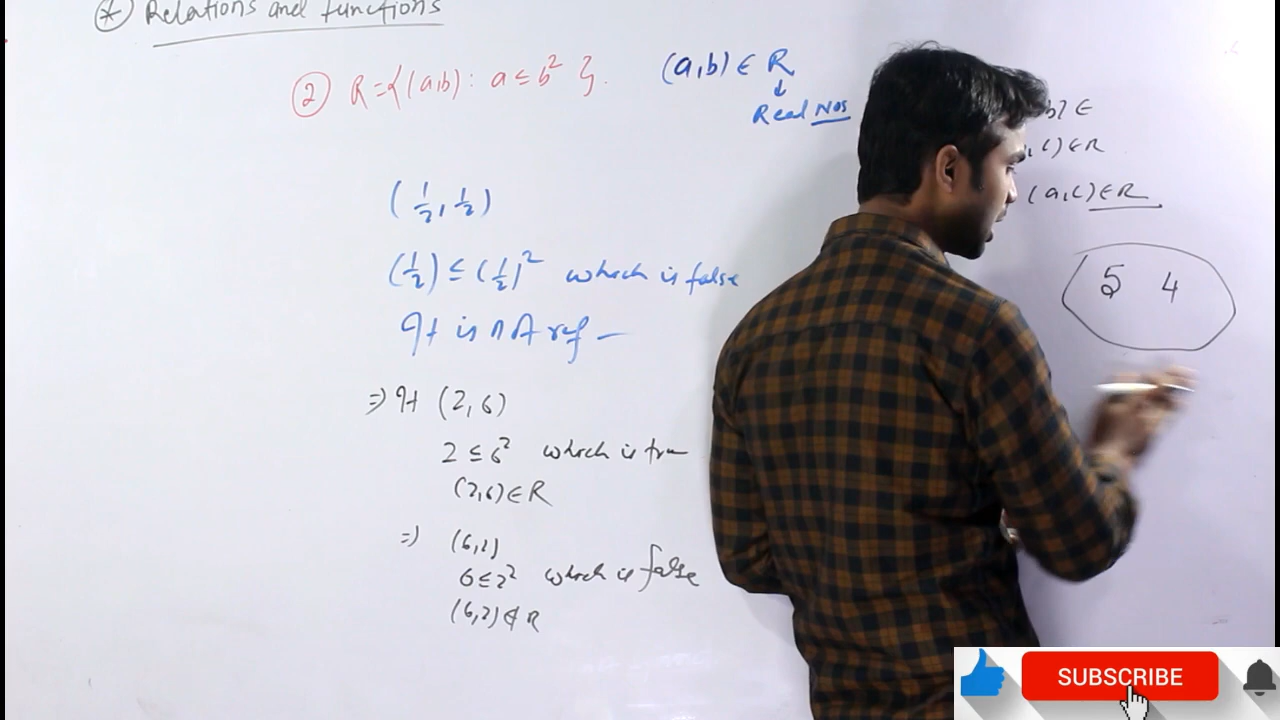 * Relations and functions
② R = {(a,b) : a ≤ b² }.
(a,b) ∈ R
↓
Real Nos
(1/2, 1/2)
(1/2) ≤ (1/2)² which is false
It is not ref —
⇒ If (2,6)
2 ≤ 6² which is true
(2,6) ∈ R
⇒ (6,2)
6 ≤ 2² which is false
(6,2) ∉ R
b) ∈
,c) ∈ R
(a,c) ∈ R
5 4
SUBSCRIBE